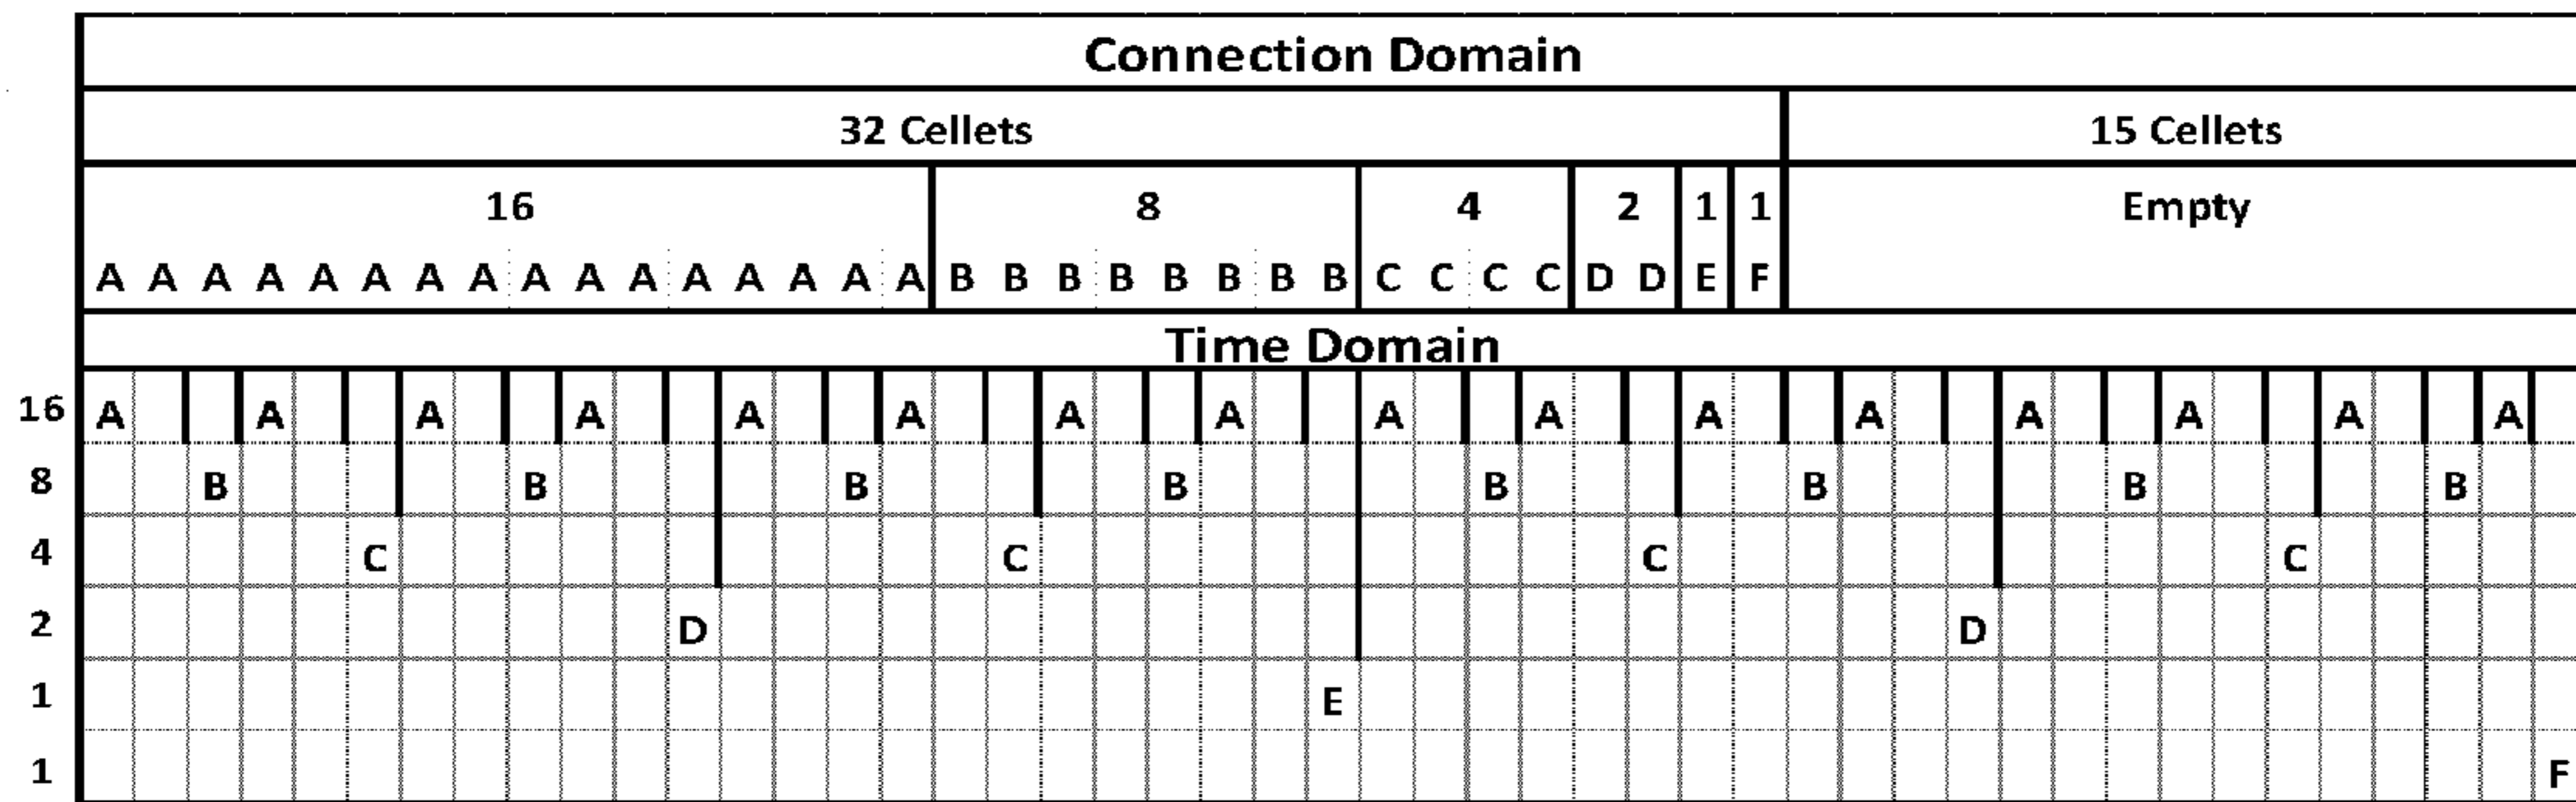 Connection Domain
32 Cellets 15 Cellets
16 8 4 2 1 1 Empty
A A A A A A A A A A A A A A A A B B B B B B B B C C C C D D E F
Time Domain
16 A A A A A A A A A A A A A A A A
8 B B B B B B B B
4 C C C C
2 D D
1 E
1 F